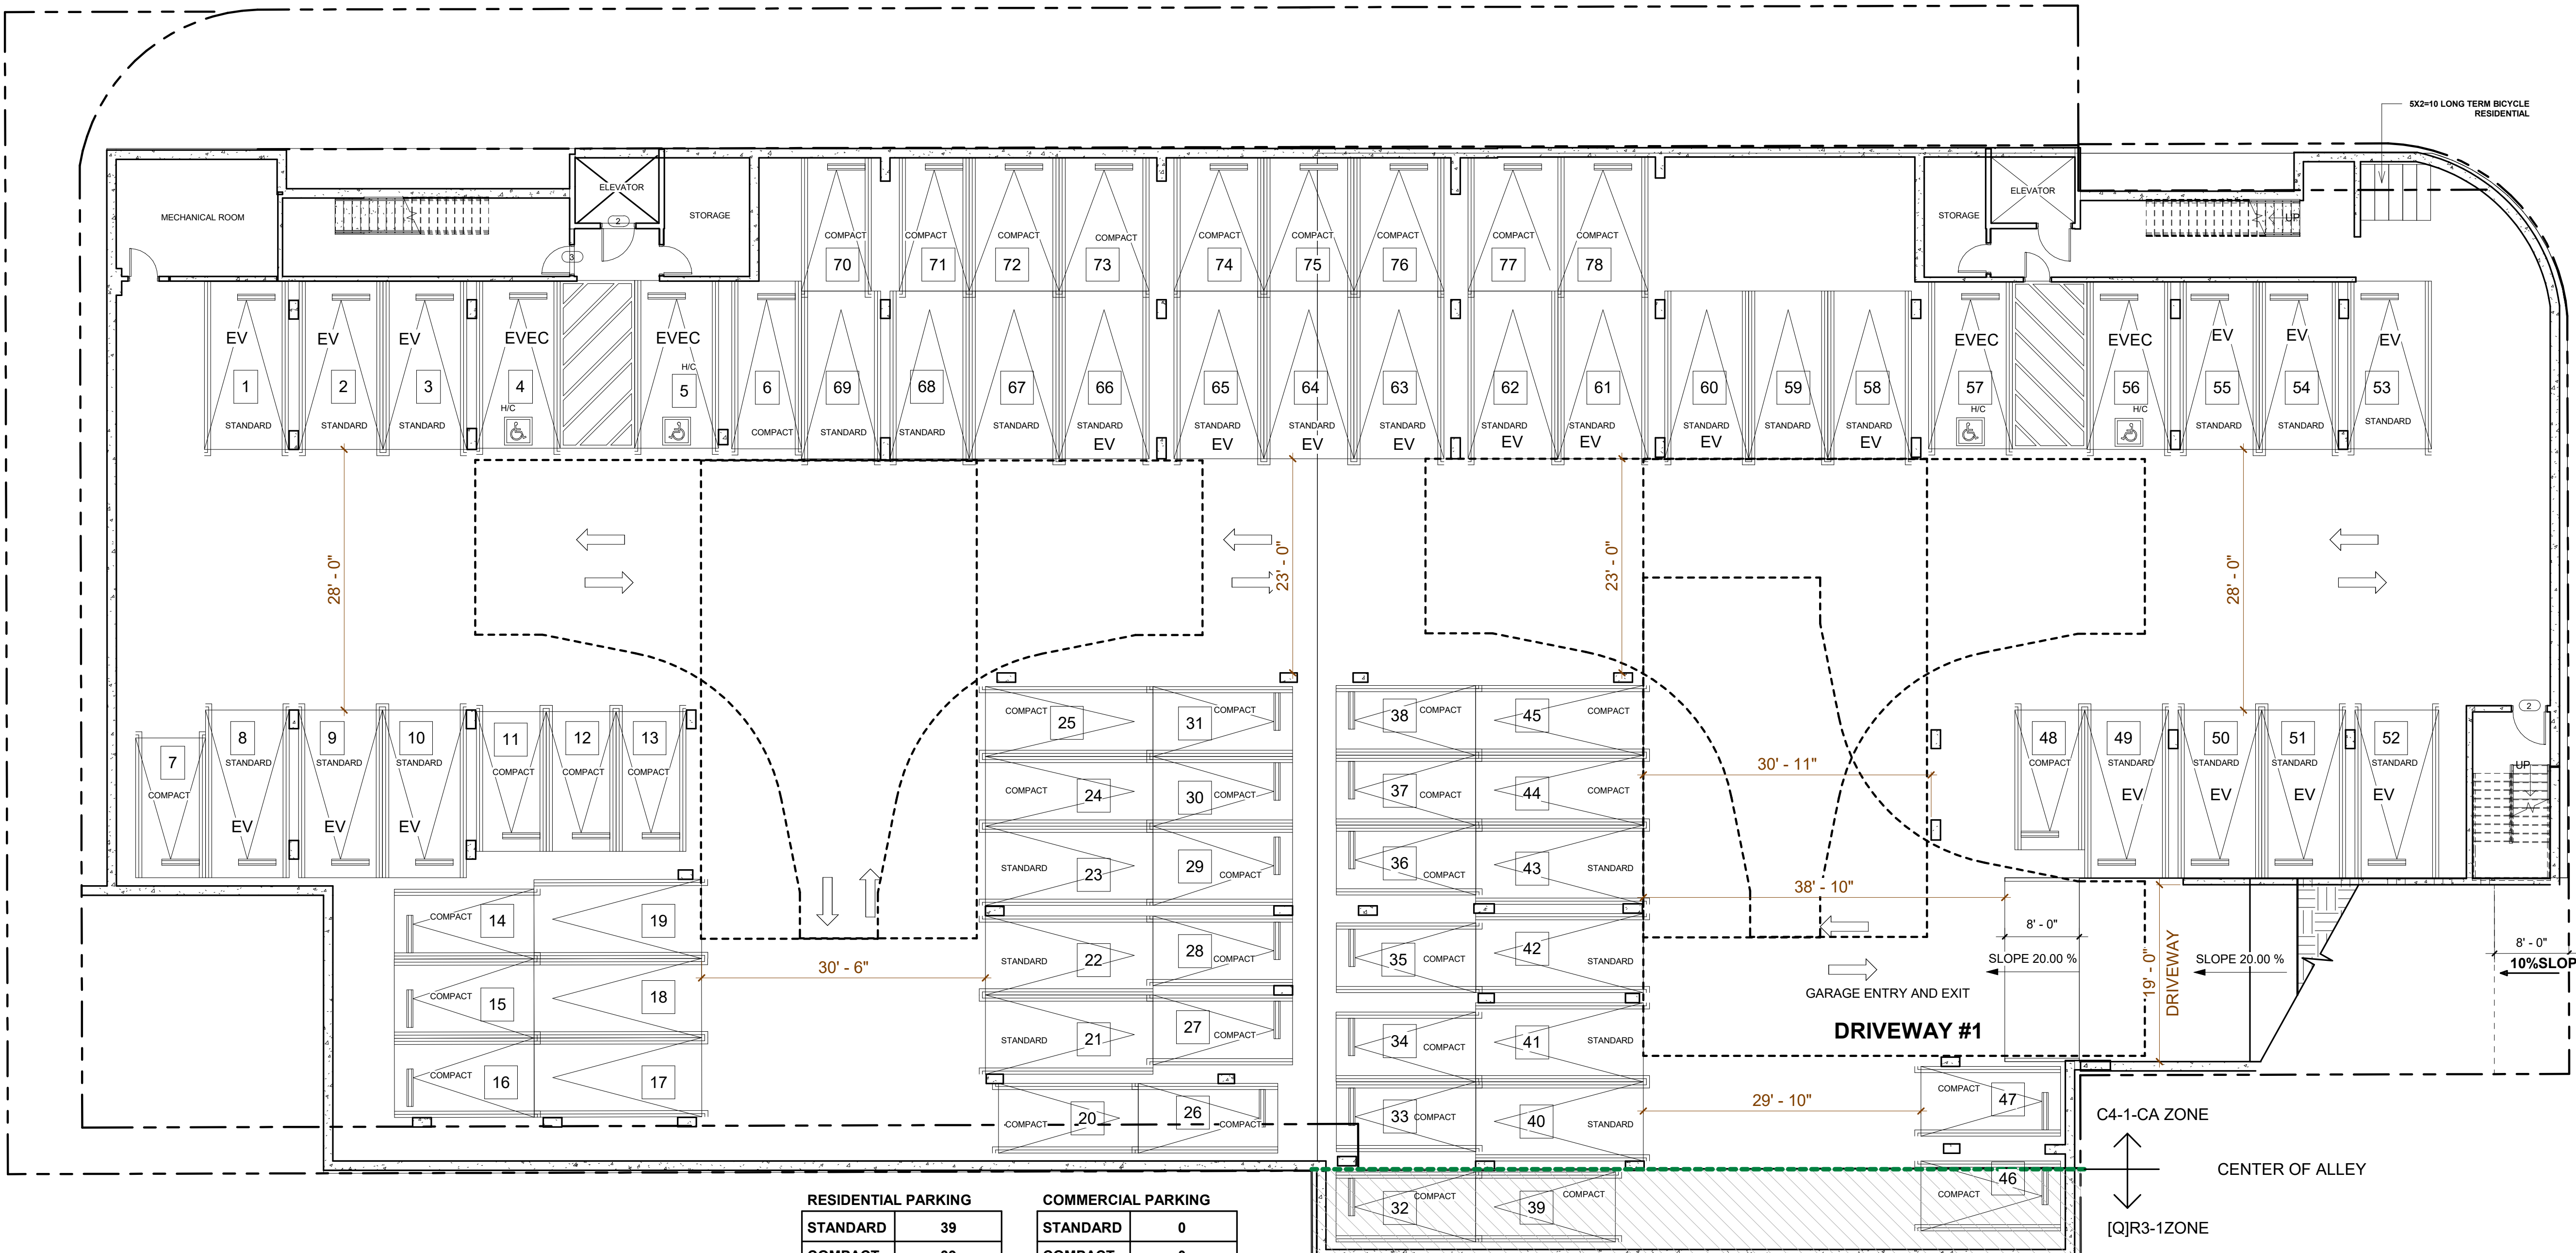 5X2=10 LONG TERM BICYCLE
RESIDENTIAL
MECHANICAL ROOM
ELEVATOR
2
3
STORAGE
STORAGE
ELEVATOR
UP
COMPACT
70
COMPACT
71
COMPACT
72
COMPACT
73
COMPACT
74
COMPACT
75
COMPACT
76
COMPACT
77
COMPACT
78
EV
1
STANDARD
EV
2
STANDARD
EV
3
STANDARD
EVEC
4
H/C
EVEC
H/C
5
6
COMPACT
69
STANDARD
68
STANDARD
67
STANDARD
66
STANDARD
EV
65
STANDARD
EV
64
STANDARD
EV
63
STANDARD
EV
62
STANDARD
EV
61
STANDARD
EV
60
STANDARD
EV
59
STANDARD
58
STANDARD
EV
EVEC
57
H/C
EVEC
56
H/C
EV
55
STANDARD
EV
54
STANDARD
EV
53
STANDARD
28' - 0"
23' - 0"
23' - 0"
28' - 0"
7
COMPACT
8
STANDARD
EV
9
STANDARD
EV
10
STANDARD
EV
11
COMPACT
12
COMPACT
13
COMPACT
COMPACT
25
31
COMPACT
COMPACT
24
30
COMPACT
STANDARD
23
29
COMPACT
STANDARD
22
28
COMPACT
STANDARD
21
27
COMPACT
COMPACT
20
26
COMPACT
COMPACT
14
19
COMPACT
15
18
COMPACT
16
17
30' - 6"
38
COMPACT
45
COMPACT
37
COMPACT
44
COMPACT
36
COMPACT
43
STANDARD
35
COMPACT
42
STANDARD
34
COMPACT
41
STANDARD
33
COMPACT
40
STANDARD
32
COMPACT
39
COMPACT
30' - 11"
38' - 10"
29' - 10"
48
COMPACT
49
STANDARD
EV
50
STANDARD
EV
51
STANDARD
EV
52
STANDARD
EV
2
UP
8' - 0"
SLOPE 20.00 %
19' - 0"
DRIVEWAY
SLOPE 20.00 %
8' - 0"
10%SLOP
GARAGE ENTRY AND EXIT
DRIVEWAY #1
COMPACT
47
COMPACT
46
C4-1-CA ZONE
CENTER OF ALLEY
[Q]R3-1ZONE
RESIDENTIAL PARKING
STANDARD 39
COMMERCIAL PARKING
STANDARD 0